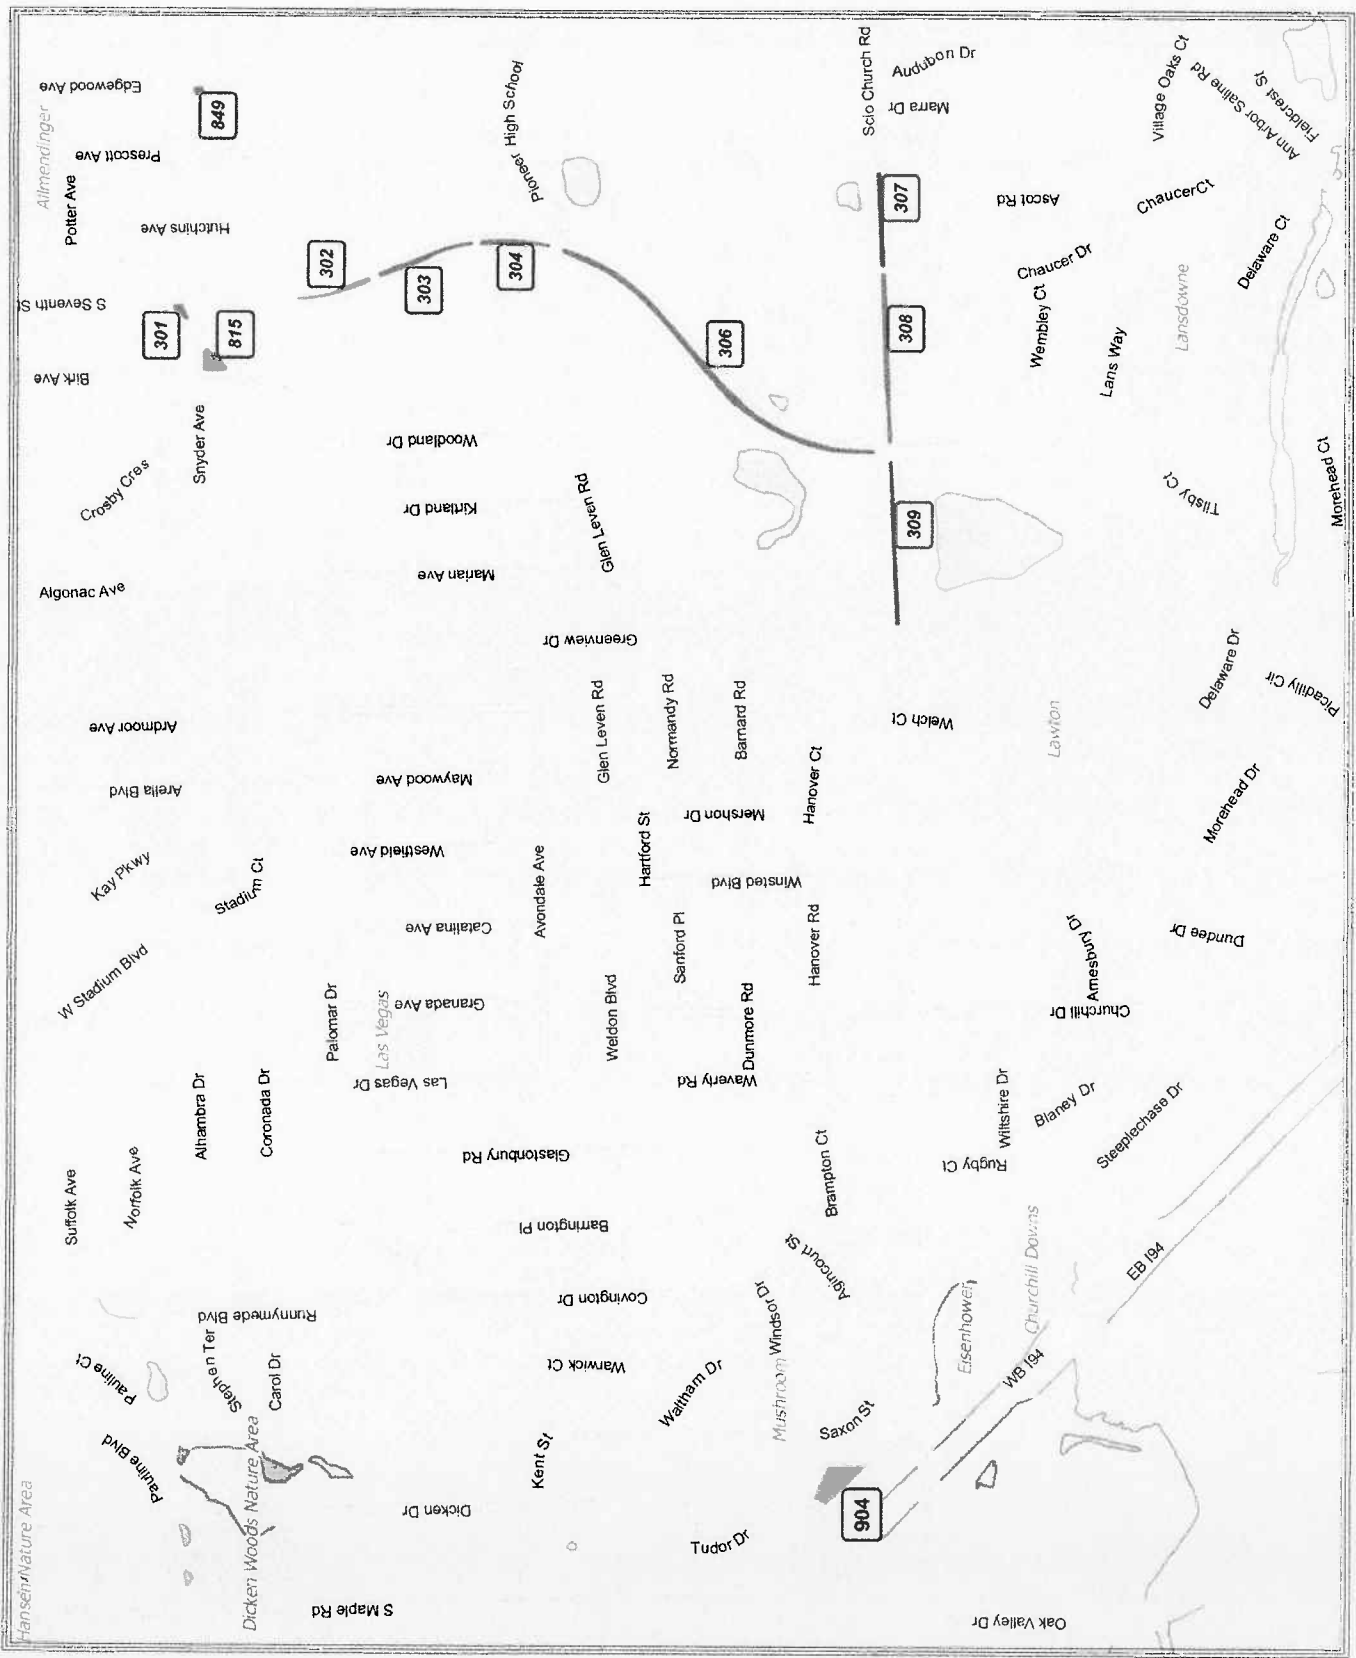 Edgewood Ave
849
Allmendinger
Prescott Ave
Potter Ave
Hutchins Ave
S Seventh St
301
815
Birk Ave
Snyder Ave
Crosby Cres
Algonac Ave
302
303
304
306
Pioneer High School
Scio Church Rd
Audubon Dr
Marra Dr
Village Oaks Ct
Ann Arbor Saline Rd
Fieldcrest St
307
Ascot Rd
Chaucer Ct
Chaucer Dr
Delaware Ct
308
Wembley Ct
Lansdowne
Lans Way
Woodland Dr
Kirtland Dr
Glen Leven Rd
Marian Ave
309
Tilsby Ct
Morehead Ct
Greenview Dr
Ardmoor Ave
Arella Blvd
Maywood Ave
Glen Leven Rd
Normandy Rd
Barnard Rd
Hanover Ct
Welch Ct
Lawton
Delaware Dr
Picadilly Cir
Morehead Dr
Kay Pkwy
Stadium Ct
Westfield Ave
Avondale Ave
Hartford St
Mershon Dr
Winsted Blvd
Catalina Ave
Sanford Pl
Hanover Rd
Amesbury Dr
Dundee Dr
W Stadium Blvd
Palomar Dr
Las Vegas
Granada Ave
Weldon Blvd
Dunmore Rd
Churchill Dr
Alhambra Dr
Coronada Dr
Las Vegas Dr
Waverly Rd
Wiltshire Dr
Blaney Dr
Steeplechase Dr
Suffolk Ave
Norfolk Ave
Glastonbury Rd
Brampton Ct
Rugby Ct
Barrington Pl
Agincourt St
Churchill Downs
EB I94
Runnymede Blvd
Covington Dr
Windsor Dr
Mushroom
Eisenhower
WB I94
Pauline Ct
Stephen Ter
Carol Dr
Warwick Ct
Waltham Dr
Saxon St
Pauline Blvd
Dicken Woods Nature Area
Hansen Nature Area
Kent St
Dicken Dr
Tudor Dr
904
S Maple Rd
Oak Valley Dr